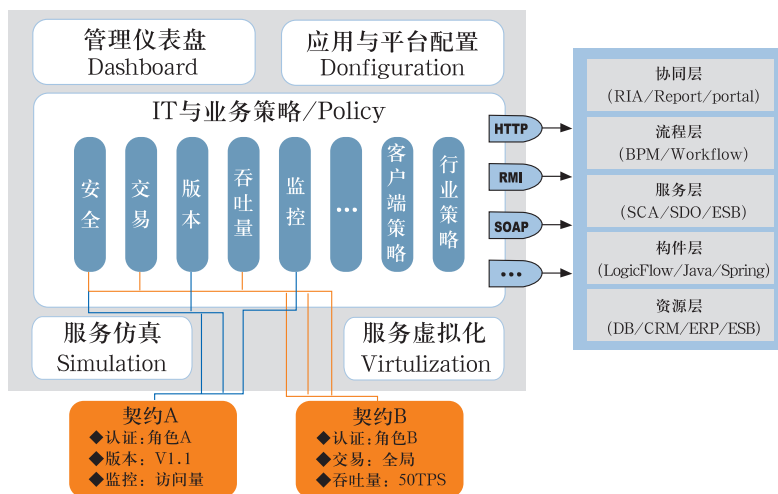 管理仪表盘
Dashboard
应用与平台配置
Donfiguration
IT与业务策略/Policy
安全
交易
版本
吞吐量
监控
...
客户端策略
行业策略
HTTP
RMI
SOAP
...
协同层
(RIA/Report/portal)
流程层
(BPM/Workflow)
服务层
(SCA/SDO/ESB)
构件层
(LogicFlow/Java/Spring)
资源层
(DB/CRM/ERP/ESB)
服务仿真
Simulation
服务虚拟化
Virtulization
契约A
◆认证:角色A
◆版本: V1.1
◆监控: 访问量
契约B
◆认证:角色B
◆交易: 全局
◆吞吐量: 50TPS